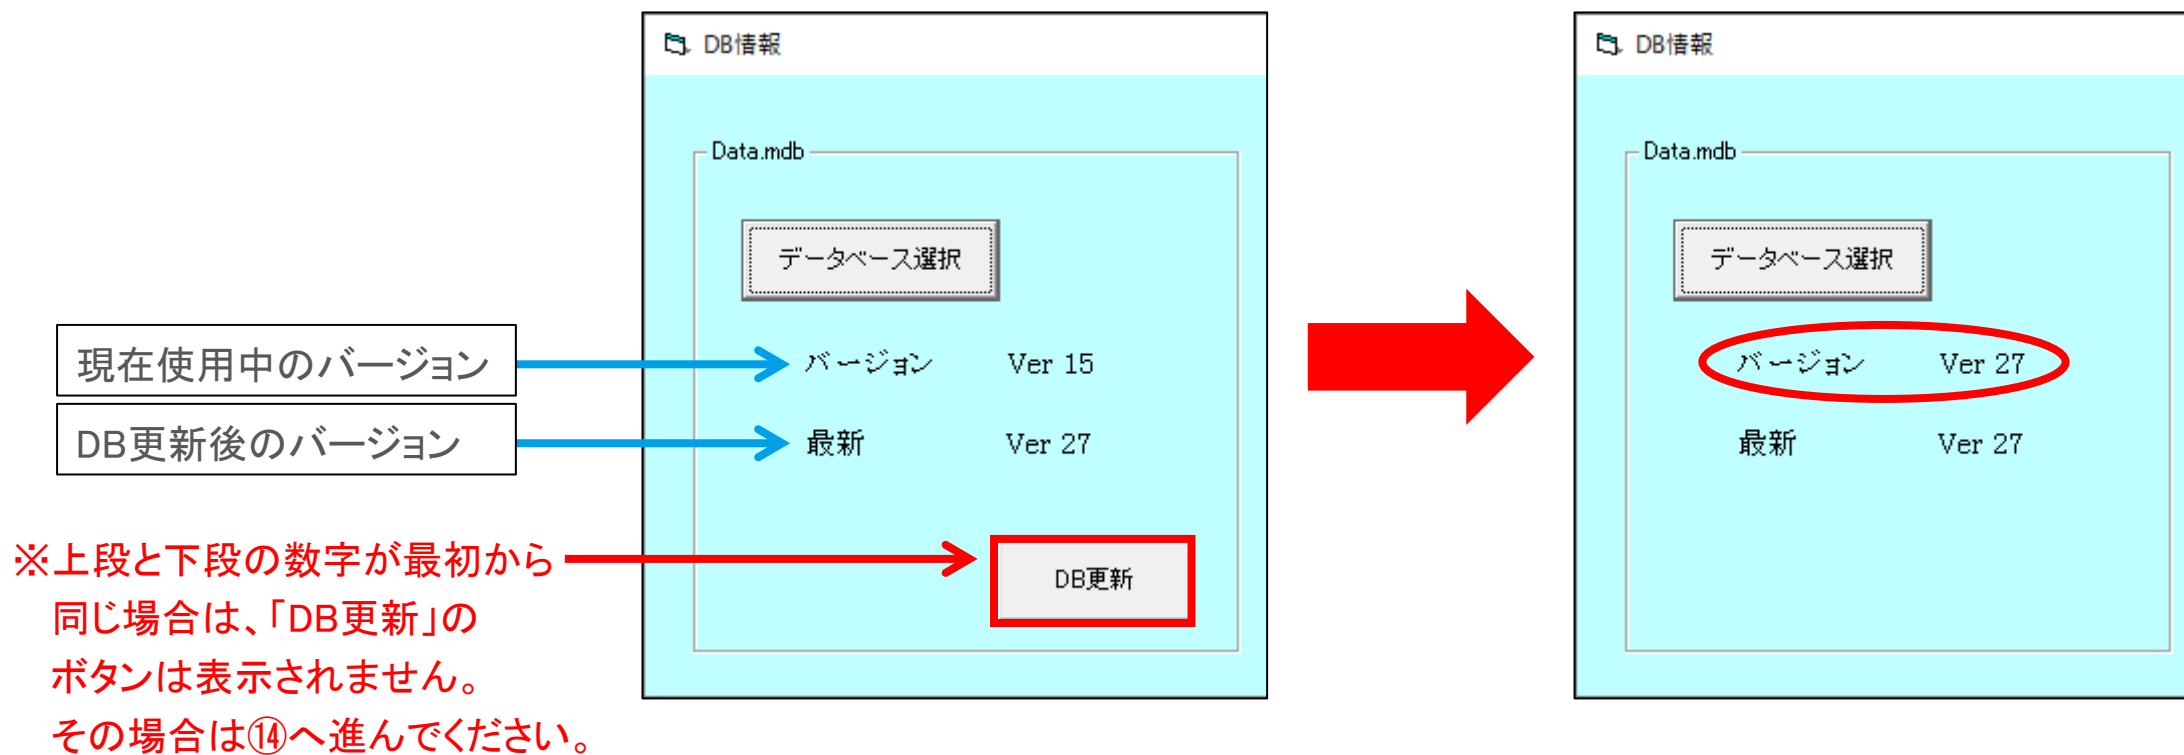 DB情報
Data.mdb
データベース選択
現在使用中のバージョン
バージョン Ver 15
DB更新後のバージョン
最新 Ver 27
※上段と下段の数字が最初から
同じ場合は、「DB更新」の
ボタンは表示されません。
その場合は⑭へ進んでください。
DB更新
DB情報
Data.mdb
データベース選択
バージョン Ver 27
最新 Ver 27